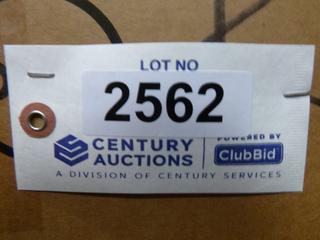 LOT NO
2562
CENTURY AUCTIONS
POWERED BY
ClubBid
A DIVISION OF CENTURY SERVICES